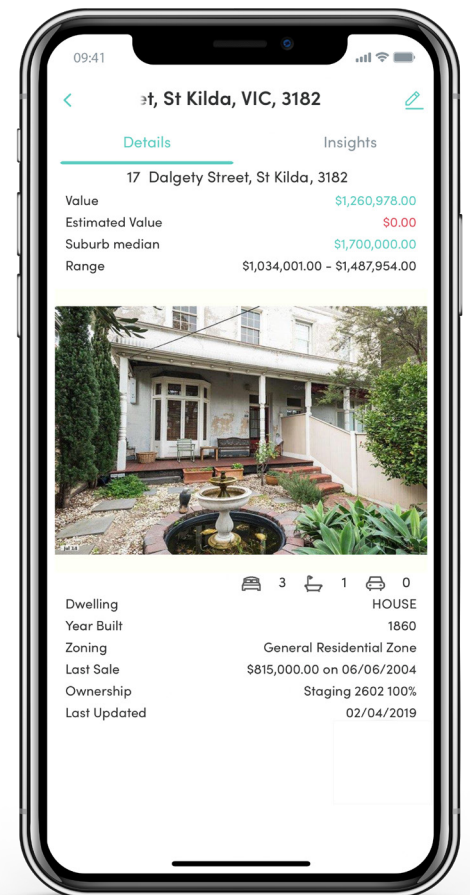 09:41
et, St Kilda, VIC, 3182
Details Insights
17 Dalgety Street, St Kilda, 3182
Value $1,260,978.00
Estimated Value $0.00
Suburb median $1,700,000.00
Range $1,034,001.00 - $1,487,954.00
3 1 0
Dwelling HOUSE
Year Built 1860
Zoning General Residential Zone
Last Sale $815,000.00 on 06/06/2004
Ownership Staging 2602 100%
Last Updated 02/04/2019